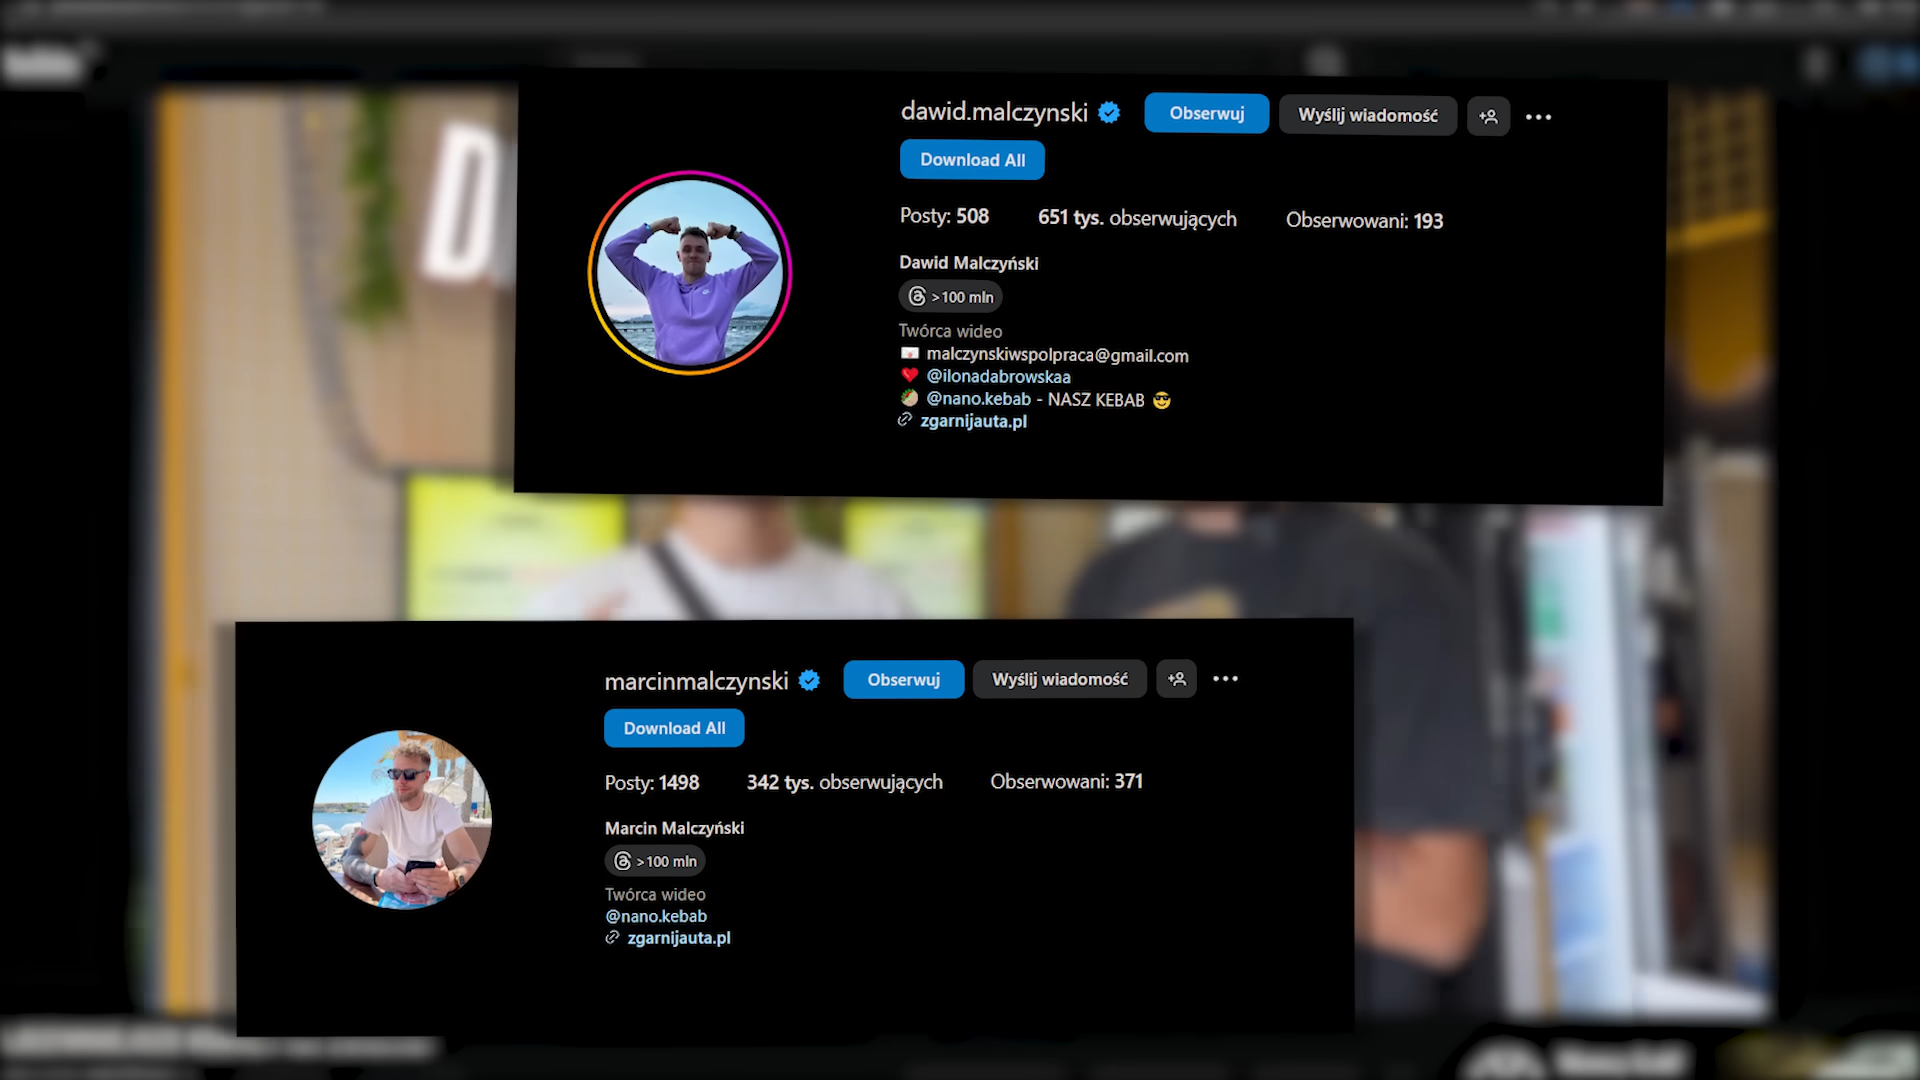 dawid.malczynski Obserwuj Wyślij wiadomość
Download All
Posty: 508 651 tys. obserwujących Obserwowani: 193
Dawid Malczyński
>100 mln
Twórca wideo
malczynskiwspolpraca@gmail.com
@ilonadabrowskaa
@nano.kebab - NASZ KEBAB
zgarnijauta.pl
marcinmalczynski Obserwuj Wyślij wiadomość
Download All
Posty: 1498 342 tys. obserwujących Obserwowani: 371
Marcin Malczyński
>100 mln
Twórca wideo
@nano.kebab
zgarnijauta.pl